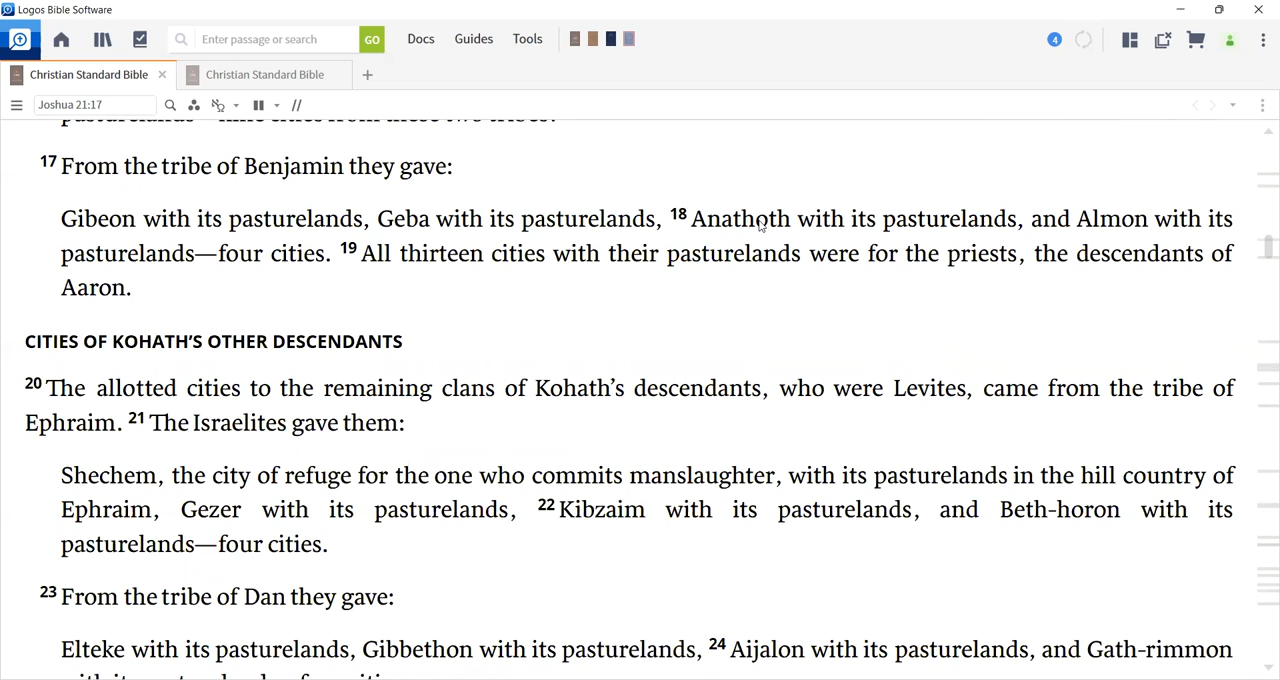 Logos Bible Software
Enter passage or search
GO
Docs
Guides
Tools
4
Christian Standard Bible
Christian Standard Bible
Joshua 21:17
pasturelands—nine cities from these two tribes.
17 From the tribe of Benjamin they gave:
Gibeon with its pasturelands, Geba with its pasturelands, 18 Anathoth with its pasturelands, and Almon with its
pasturelands—four cities. 19 All thirteen cities with their pasturelands were for the priests, the descendants of
Aaron.
CITIES OF KOHATH’S OTHER DESCENDANTS
20 The allotted cities to the remaining clans of Kohath’s descendants, who were Levites, came from the tribe of
Ephraim. 21 The Israelites gave them:
Shechem, the city of refuge for the one who commits manslaughter, with its pasturelands in the hill country of
Ephraim, Gezer with its pasturelands, 22 Kibzaim with its pasturelands, and Beth-horon with its
pasturelands—four cities.
23 From the tribe of Dan they gave:
Elteke with its pasturelands, Gibbethon with its pasturelands, 24 Aijalon with its pasturelands, and Gath-rimmon